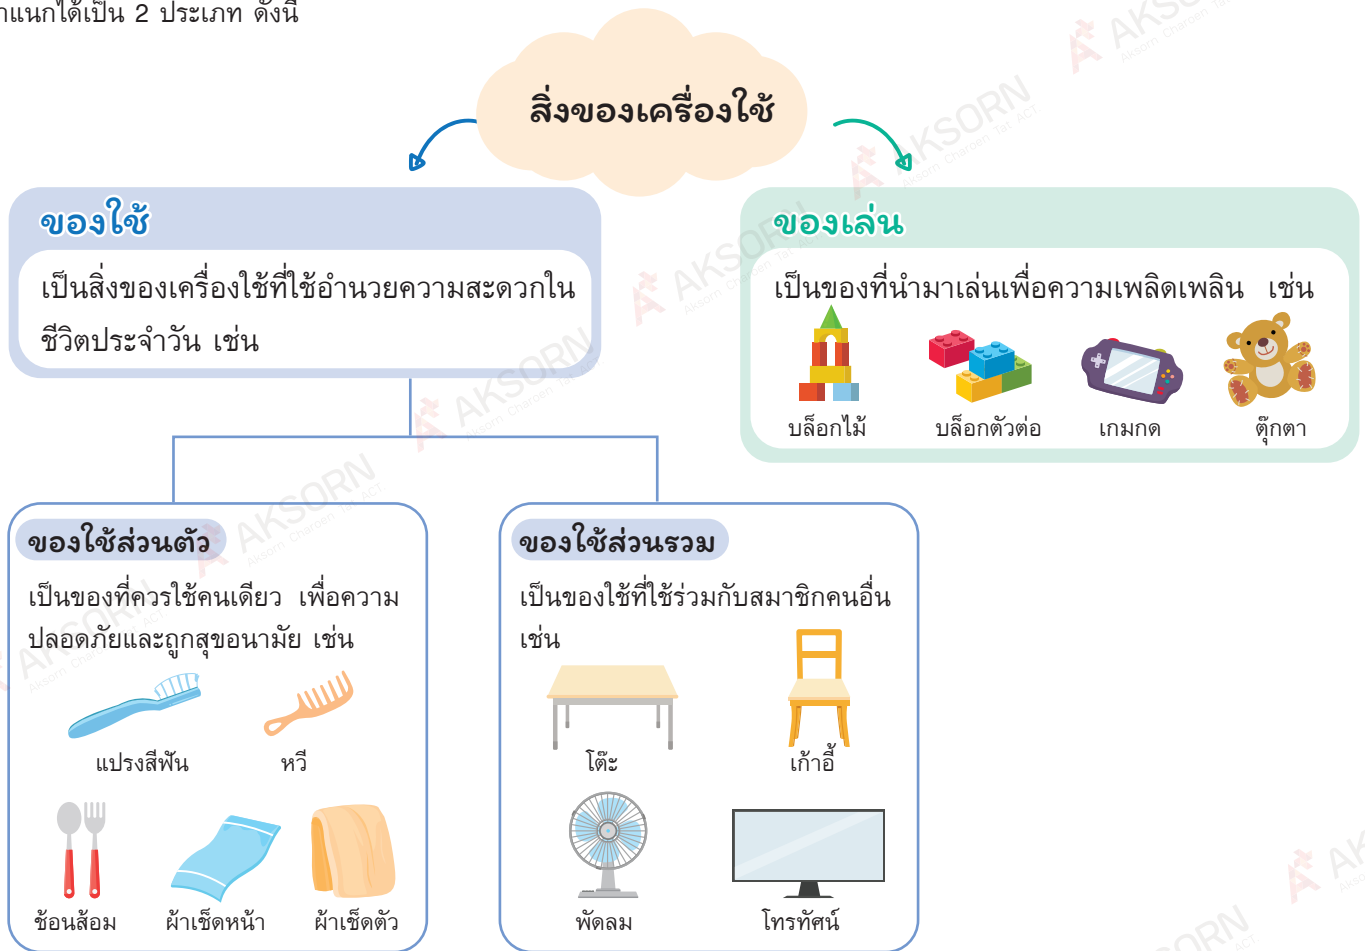 าแนกได้เป็น 2 ประเภท ดังนี้
สิ่งของเครื่องใช้
ของใช้
เป็นสิ่งของเครื่องใช้ที่ใช้อำนวยความสะดวกใน
ชีวิตประจำวัน เช่น
ของเล่น
เป็นของที่นำมาเล่นเพื่อความเพลิดเพลิน เช่น
บล็อกไม้
บล็อกตัวต่อ
เกมกด
ตุ๊กตา
ของใช้ส่วนตัว
เป็นของที่ควรใช้คนเดียว เพื่อความ
ปลอดภัยและถูกสุขอนามัย เช่น
แปรงสีฟัน
หวี
ช้อนส้อม
ผ้าเช็ดหน้า
ผ้าเช็ดตัว
ของใช้ส่วนรวม
เป็นของใช้ที่ใช้ร่วมกับสมาชิกคนอื่น
เช่น
โต๊ะ
เก้าอี้
พัดลม
โทรทัศน์
AKSORN
Aksorn Charoen Tat ACT